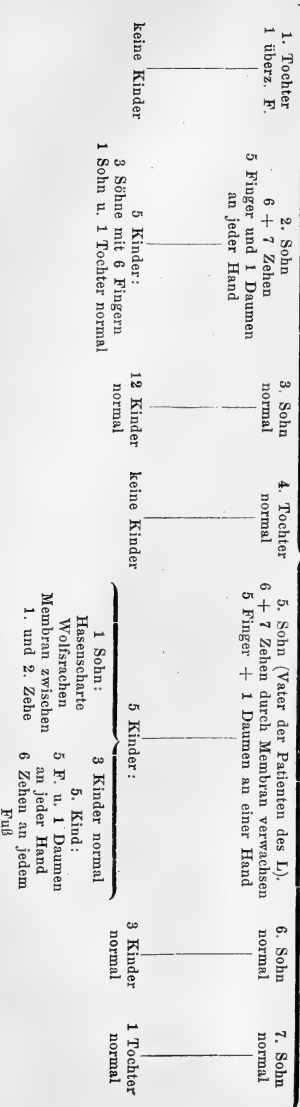 1. Tochter
1 überz. F.
keine Kinder
2. Sohn
6 + 7 Zehen
5 Finger und 1 Daumen
an jeder Hand
5 Kinder:
3 Söhne mit 6 Fingern
1 Sohn u. 1 Tochter normal
3. Sohn
normal
12 Kinder
normal
4. Tochter
normal
keine Kinder
5. Sohn (Vater der Patienten des L).
6 + 7 Zehen durch Membran verwachsen
5 Finger + 1 Daumen an einer Hand
5 Kinder:
1 Sohn:
Hasenscharte
Wolfsrachen
Membran zwischen
1. und 2. Zehe
3 Kinder normal
5. Kind:
5 F. u. 1 Daumen
an jeder Hand
6 Zehen an jedem
Fuß
6. Sohn
normal
3 Kinder
normal
7. Sohn
normal
1 Tochter
normal